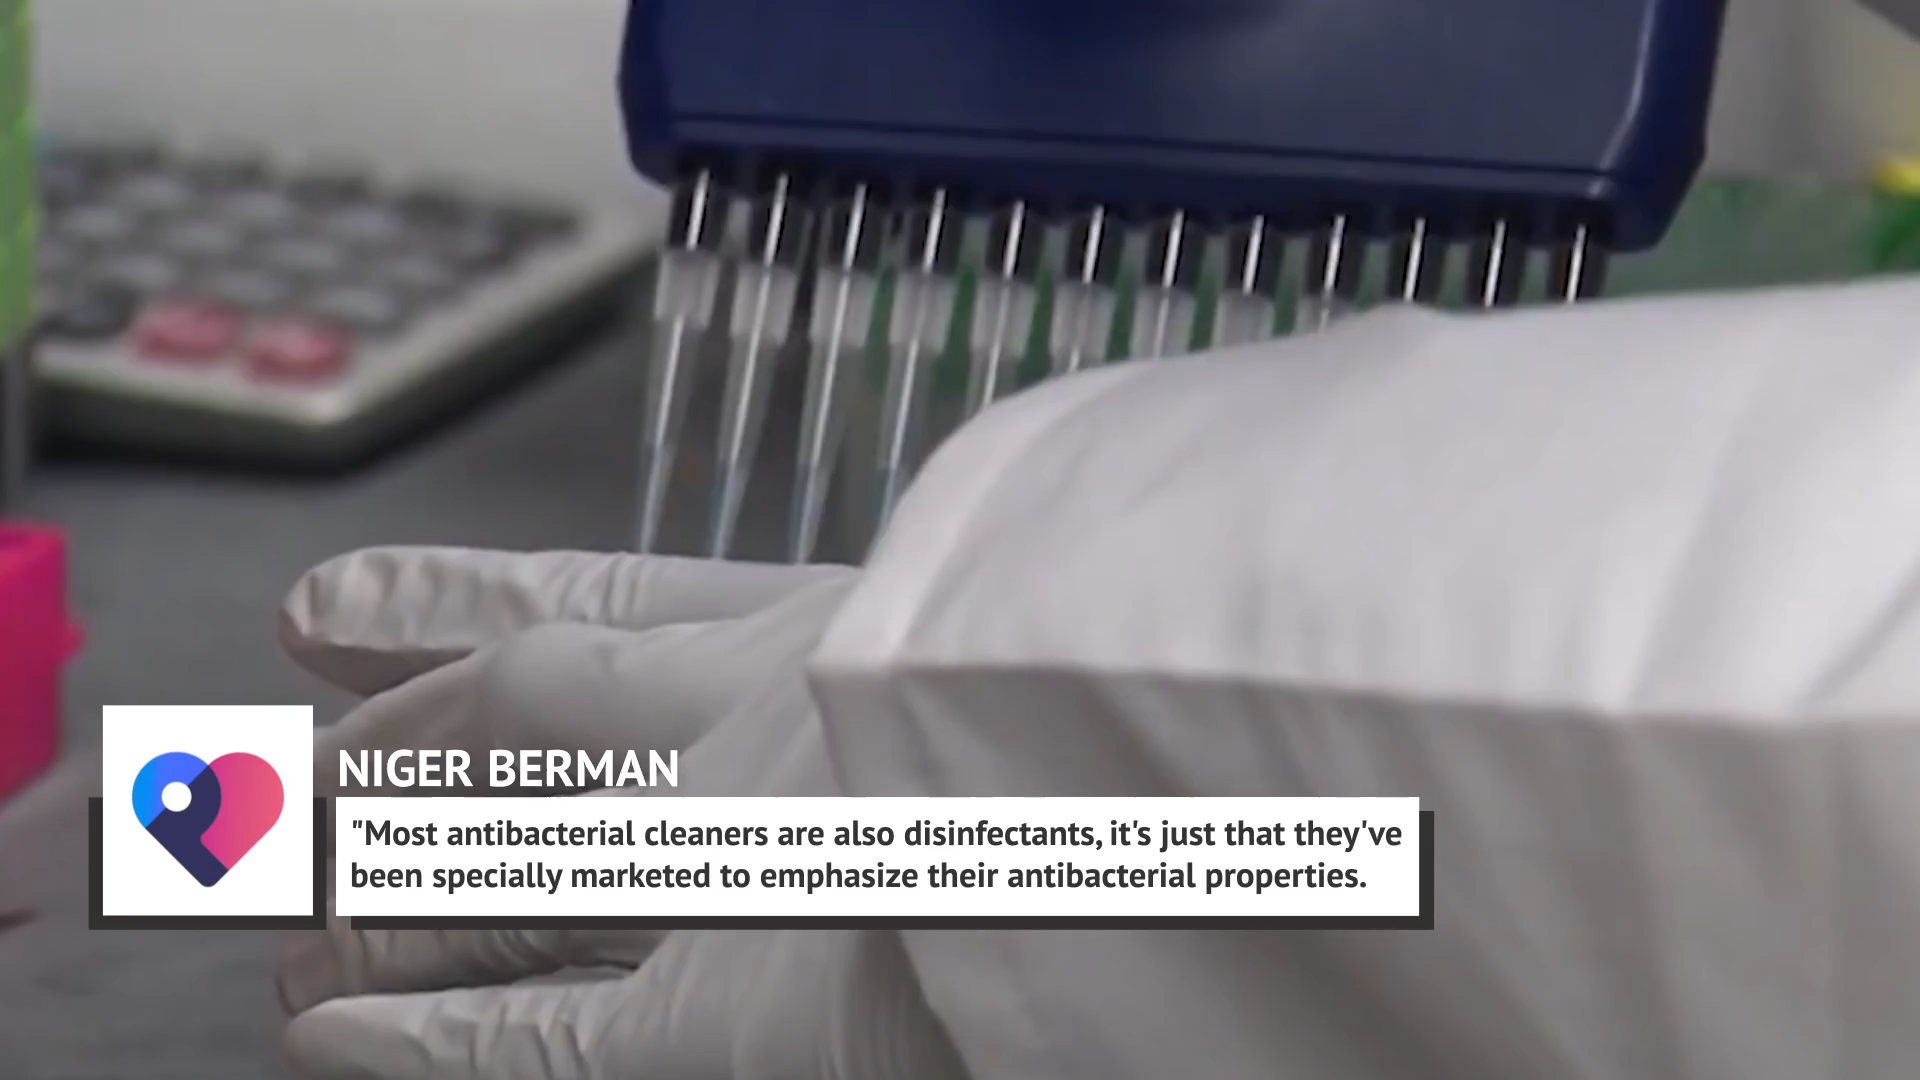 NIGER BERMAN
"Most antibacterial cleaners are also disinfectants, it's just that they've
been specially marketed to emphasize their antibacterial properties.